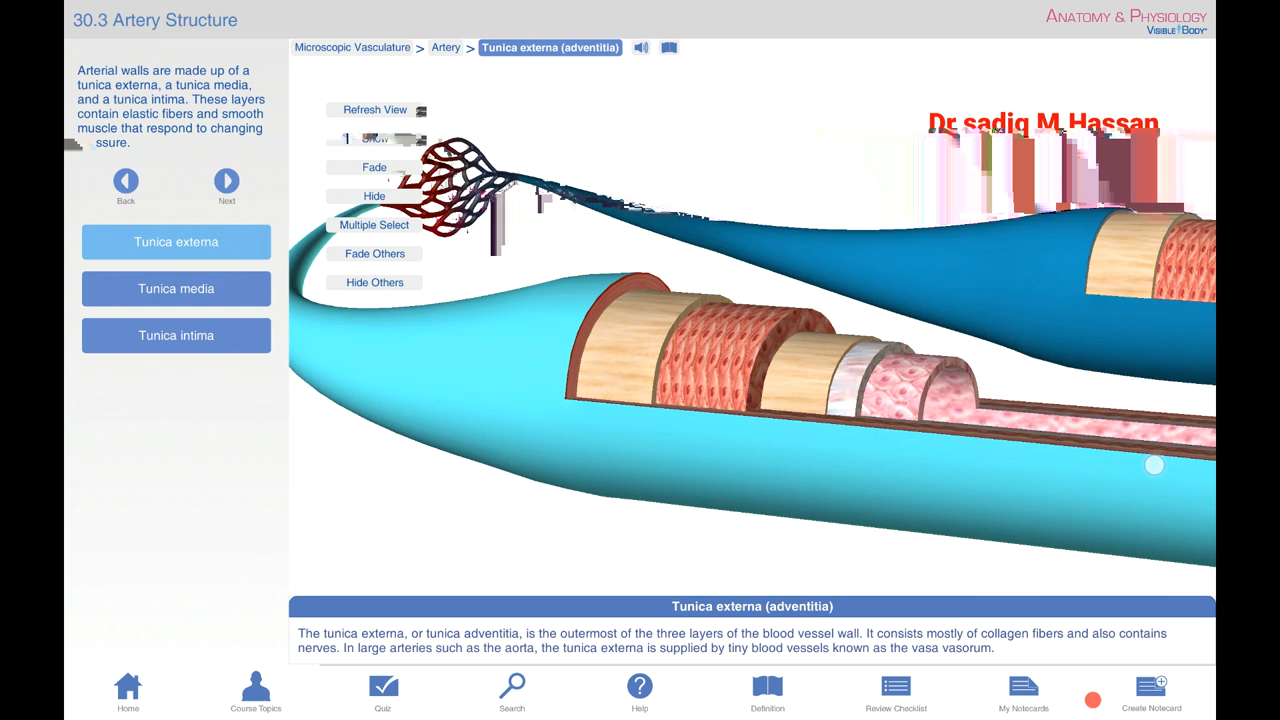 30.3 Artery Structure
ANATOMY & PHYSIOLOGY
VISIBLE BODY®
Microscopic Vasculature > Artery > Tunica externa (adventitia)
Arterial walls are made up of a
tunica externa, a tunica media,
and a tunica intima. These layers
contain elastic fibers and smooth
muscle that respond to changing
ssure.
Back
Next
Tunica externa
Tunica media
Tunica intima
Refresh View
Show
Fade
Hide
Multiple Select
Fade Others
Hide Others
Dr sadiq M Hassan
Tunica externa (adventitia)
The tunica externa, or tunica adventitia, is the outermost of the three layers of the blood vessel wall. It consists mostly of collagen fibers and also contains
nerves. In large arteries such as the aorta, the tunica externa is supplied by tiny blood vessels known as the vasa vasorum.
Home
Course Topics
Quiz
Search
Help
Definition
Review Checklist
My Notecards
Create Notecard